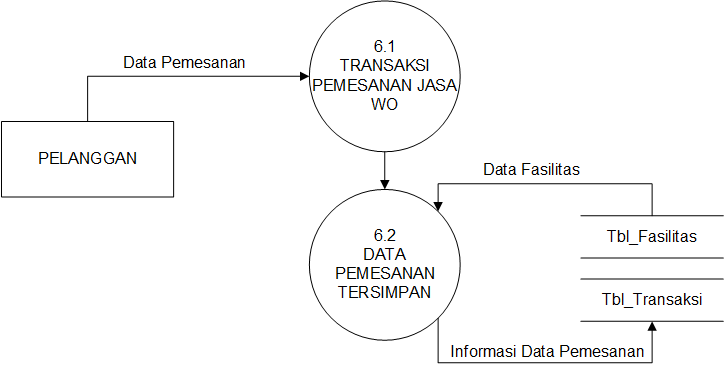 Data Pemesanan
6.1
TRANSAKSI
PEMESANAN JASA
WO
PELANGGAN
Data Fasilitas
6.2
DATA
PEMESANAN
TERSIMPAN
Tbl_Fasilitas
Tbl_Transaksi
Informasi Data Pemesanan